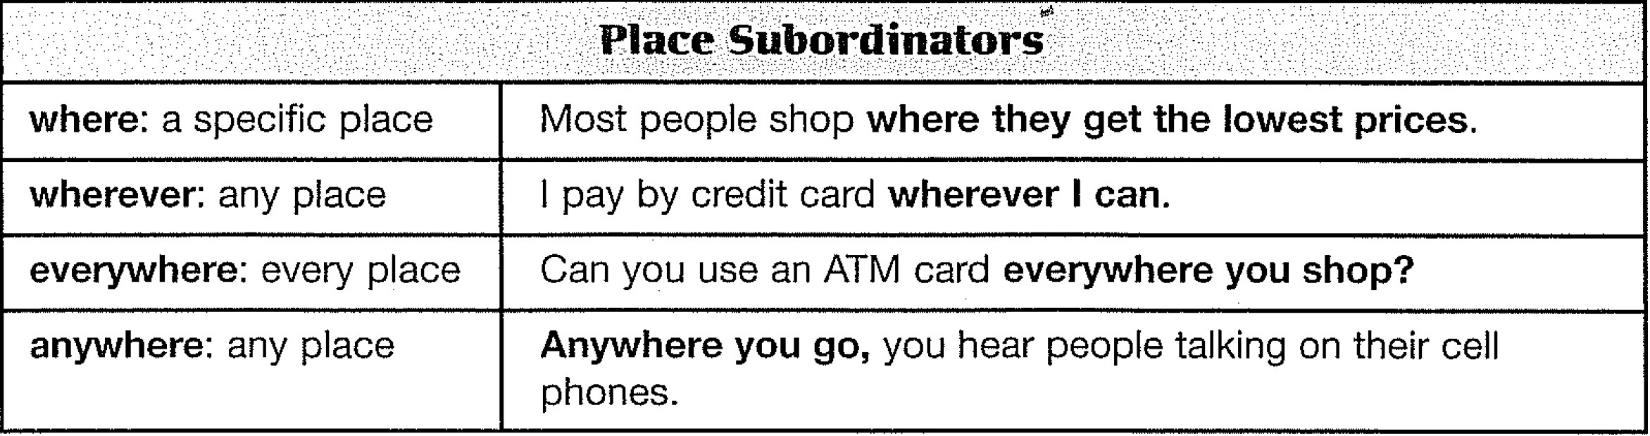 Place Subordinators
where: a specific place
Most people shop where they get the lowest prices.
wherever: any place
I pay by credit card wherever I can.
everywhere: every place
Can you use an ATM card everywhere you shop?
anywhere: any place
Anywhere you go, you hear people talking on their cell
phones.